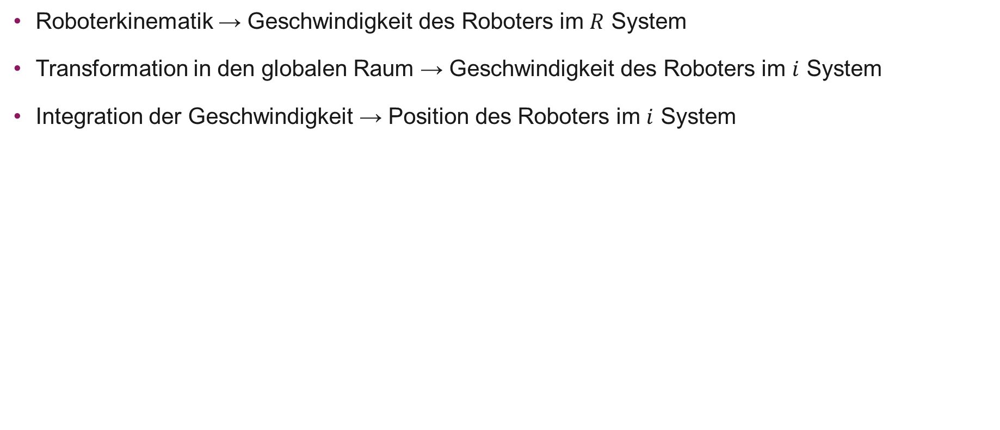 • Roboterkinematik → Geschwindigkeit des Roboters im R System
• Transformation in den globalen Raum → Geschwindigkeit des Roboters im i System
• Integration der Geschwindigkeit → Position des Roboters im i System